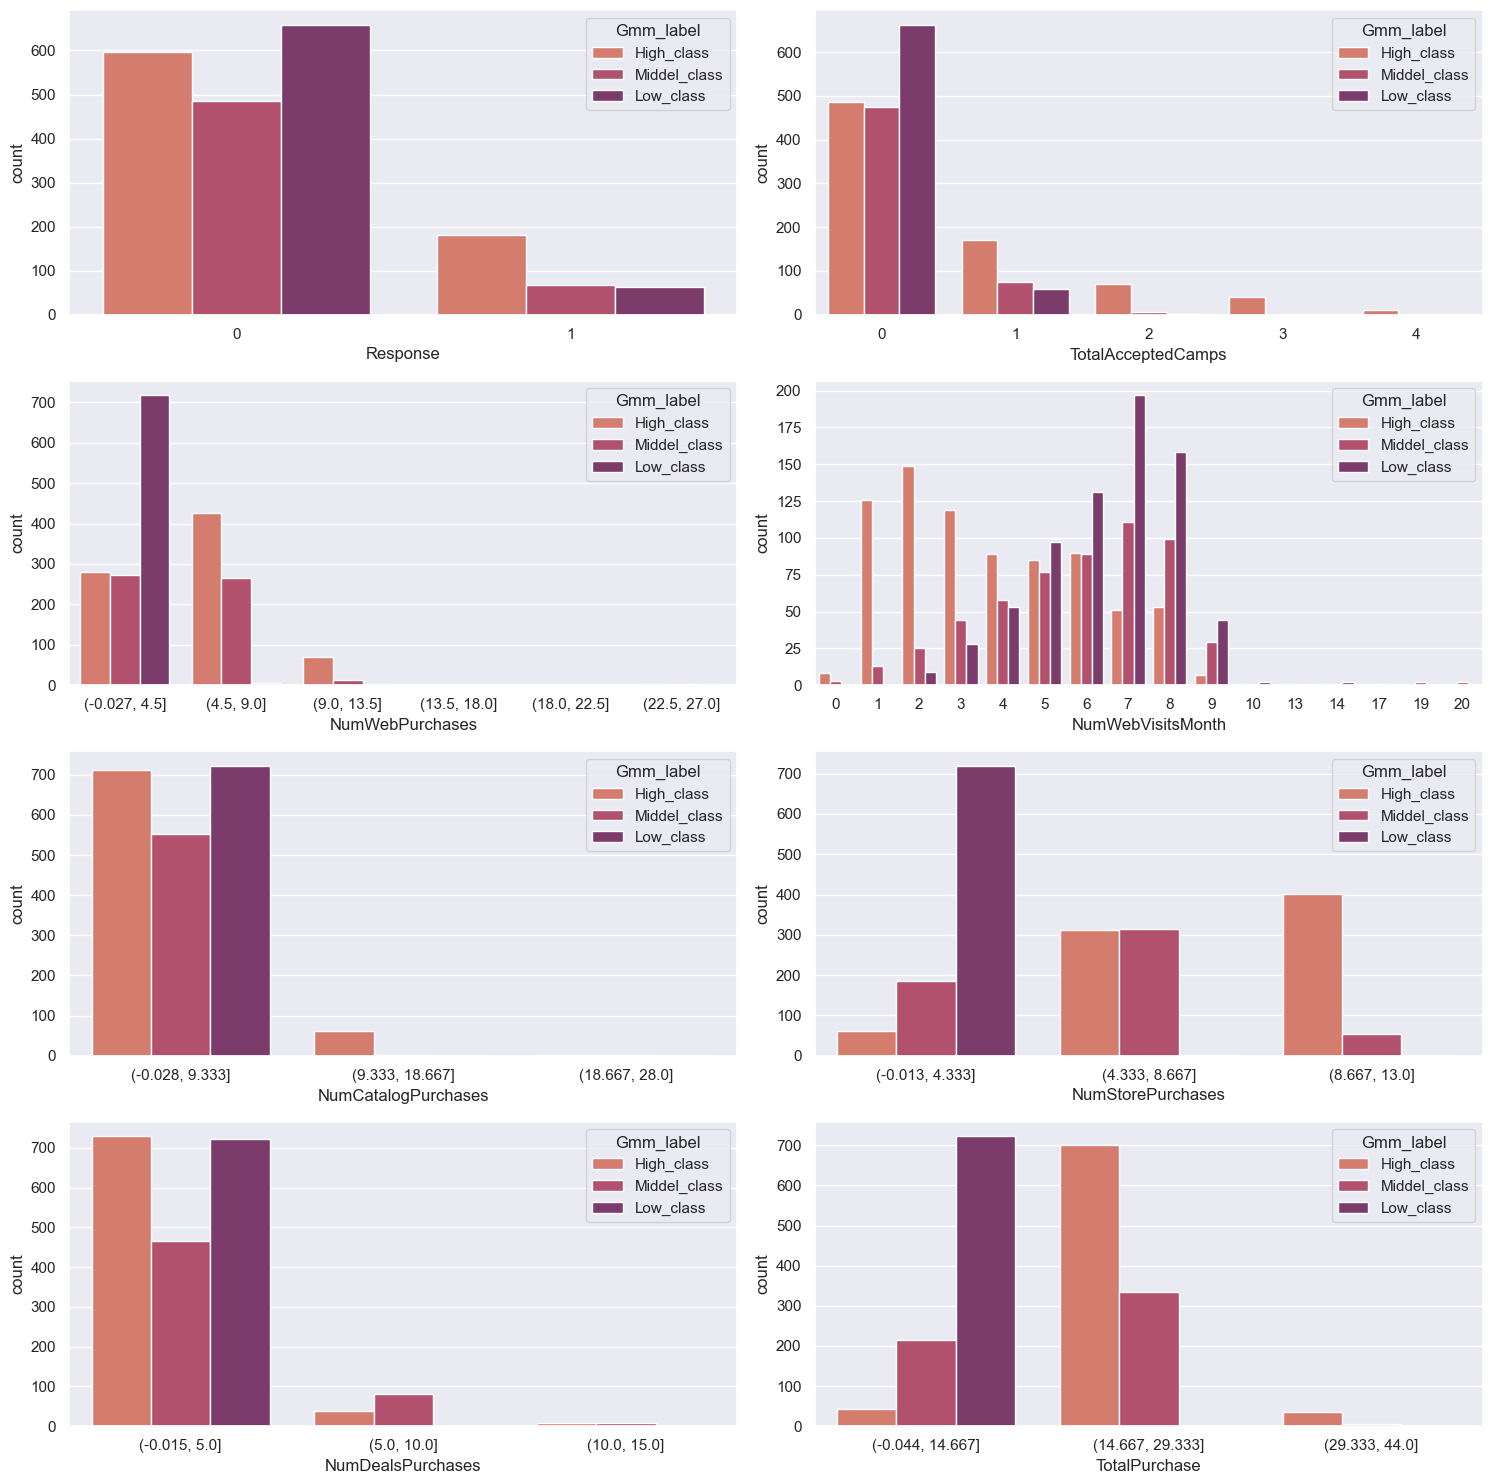 Gmm_label
High_class
Middel_class
Low_class
600
500
400
300
200
100
0
count
0 1
Response
Gmm_label
High_class
Middel_class
Low_class
600
500
400
300
200
100
0
count
0 1 2 3 4
TotalAcceptedCamps
Gmm_label
High_class
Middel_class
Low_class
700
600
500
400
300
200
100
0
count
(-0.027, 4.5] (4.5, 9.0] (9.0, 13.5] (13.5, 18.0] (18.0, 22.5] (22.5, 27.0]
NumWebPurchases
Gmm_label
High_class
Middel_class
Low_class
200
175
150
125
100
75
50
25
0
count
0 1 2 3 4 5 6 7 8 9 10 13 14 17 19 20
NumWebVisitsMonth
Gmm_label
High_class
Middel_class
Low_class
700
600
500
400
300
200
100
0
count
(-0.028, 9.333] (9.333, 18.667] (18.667, 28.0]
NumCatalogPurchases
Gmm_label
High_class
Middel_class
Low_class
700
600
500
400
300
200
100
0
count
(-0.013, 4.333] (4.333, 8.667] (8.667, 13.0]
NumStorePurchases
Gmm_label
High_class
Middel_class
Low_class
700
600
500
400
300
200
100
0
count
(-0.015, 5.0] (5.0, 10.0] (10.0, 15.0]
NumDealsPurchases
Gmm_label
High_class
Middel_class
Low_class
700
600
500
400
300
200
100
0
count
(-0.044, 14.667] (14.667, 29.333] (29.333, 44.0]
TotalPurchase